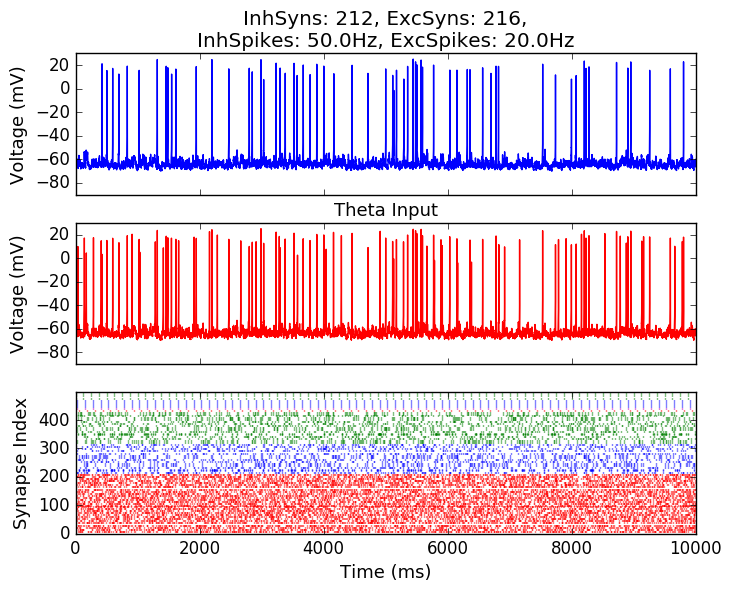 InhSyns: 212, ExcSyns: 216,
InhSpikes: 50.0Hz, ExcSpikes: 20.0Hz
20
0
−20
−40
−60
−80
Voltage (mV)
Theta Input
20
0
−20
−40
−60
−80
Voltage (mV)
400
300
200
100
0
Synapse Index
0 2000 4000 6000 8000 10000
Time (ms)